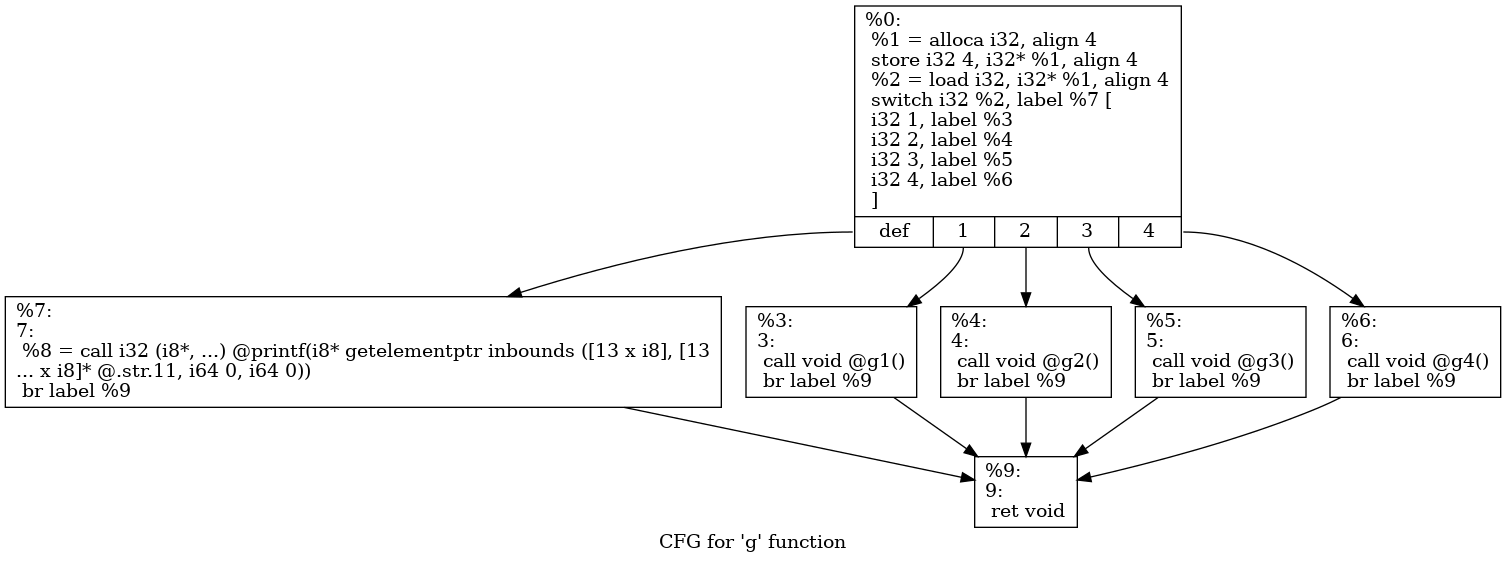 %0:
%1 = alloca i32, align 4
store i32 4, i32* %1, align 4
%2 = load i32, i32* %1, align 4
switch i32 %2, label %7 [
i32 1, label %3
i32 2, label %4
i32 3, label %5
i32 4, label %6
]
def 1 2 3 4
%7:
7:
%8 = call i32 (i8*, ...) @printf(i8* getelementptr inbounds ([13 x i8], [13
... x i8]* @.str.11, i64 0, i64 0))
br label %9
%3:
3:
call void @g1()
br label %9
%4:
4:
call void @g2()
br label %9
%5:
5:
call void @g3()
br label %9
%6:
6:
call void @g4()
br label %9
%9:
9:
ret void
CFG for 'g' function